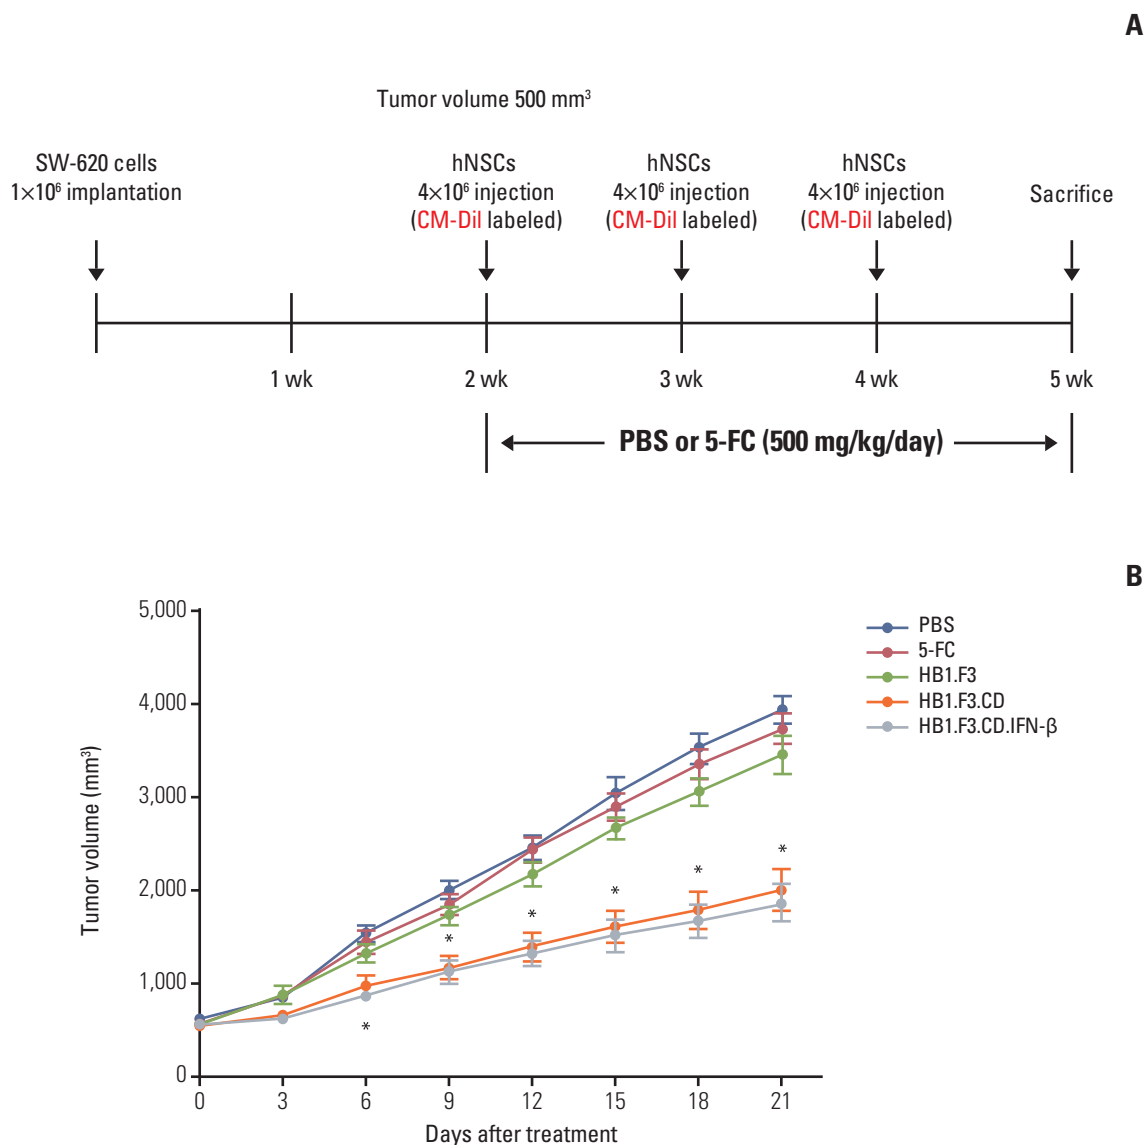 A
Tumor volume 500 mm³
SW-620 cells
1×10⁶ implantation
hNSCs
4×10⁶ injection
(CM-Dil labeled)
hNSCs
4×10⁶ injection
(CM-Dil labeled)
hNSCs
4×10⁶ injection
(CM-Dil labeled)
Sacrifice
1 wk
2 wk
3 wk
4 wk
5 wk
PBS or 5-FC (500 mg/kg/day)
B
Tumor volume (mm³)
5,000
4,000
3,000
2,000
1,000
0
*
*
*
*
*
*
0
3
6
9
12
15
18
21
Days after treatment
PBS
5-FC
HB1.F3
HB1.F3.CD
HB1.F3.CD.IFN-β